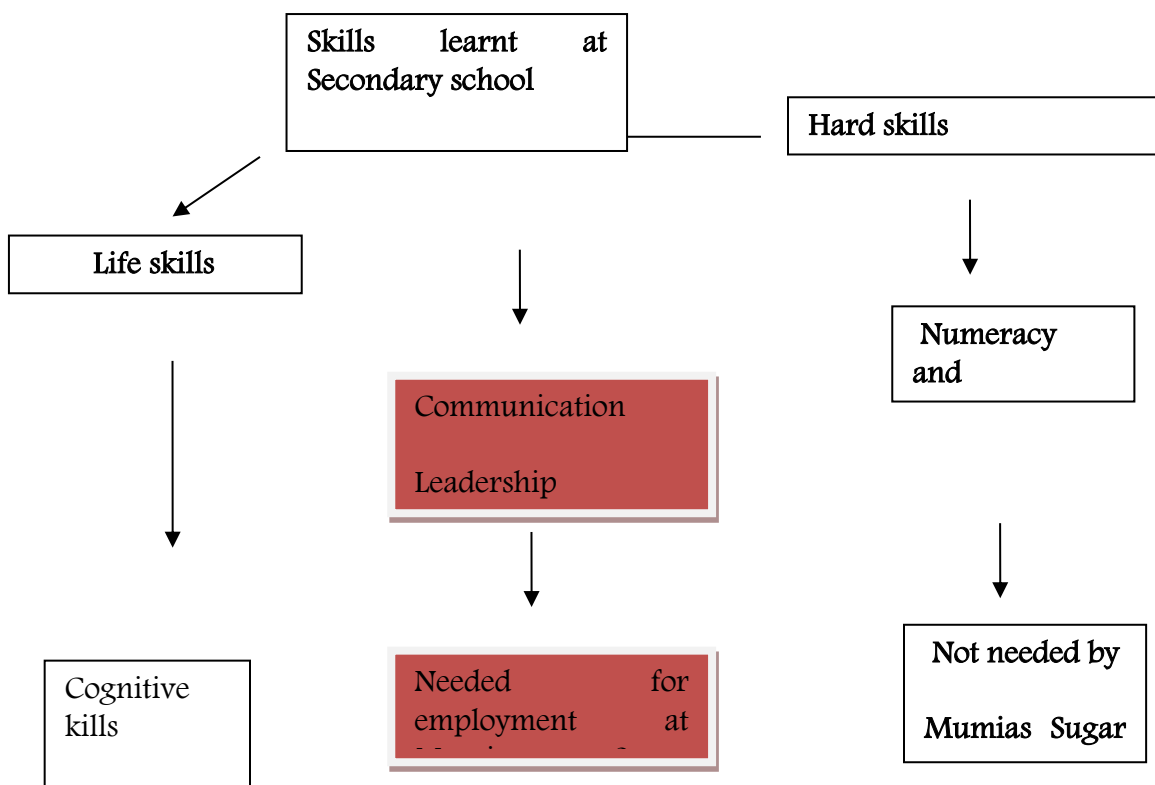 Skills learnt at
Secondary school
Hard skills
Life skills
Numeracy
and
Communication
Leadership
Cognitive
kills
Needed for
employment at
Not needed by
Mumias Sugar